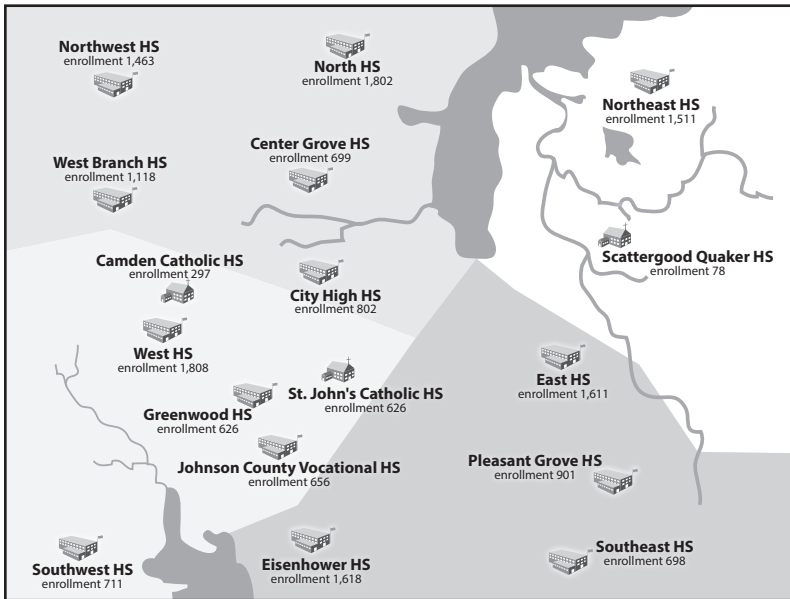 Northwest HS
enrollment 1,463
North HS
enrollment 1,802
Northeast HS
enrollment 1,511
Center Grove HS
enrollment 699
West Branch HS
enrollment 1,118
Scattergood Quaker HS
enrollment 78
Camden Catholic HS
enrollment 297
City High HS
enrollment 802
West HS
enrollment 1,808
East HS
enrollment 1,611
St. John's Catholic HS
enrollment 626
Greenwood HS
enrollment 626
Johnson County Vocational HS
enrollment 656
Pleasant Grove HS
enrollment 901
Southeast HS
enrollment 698
Eisenhower HS
enrollment 1,618
Southwest HS
enrollment 711